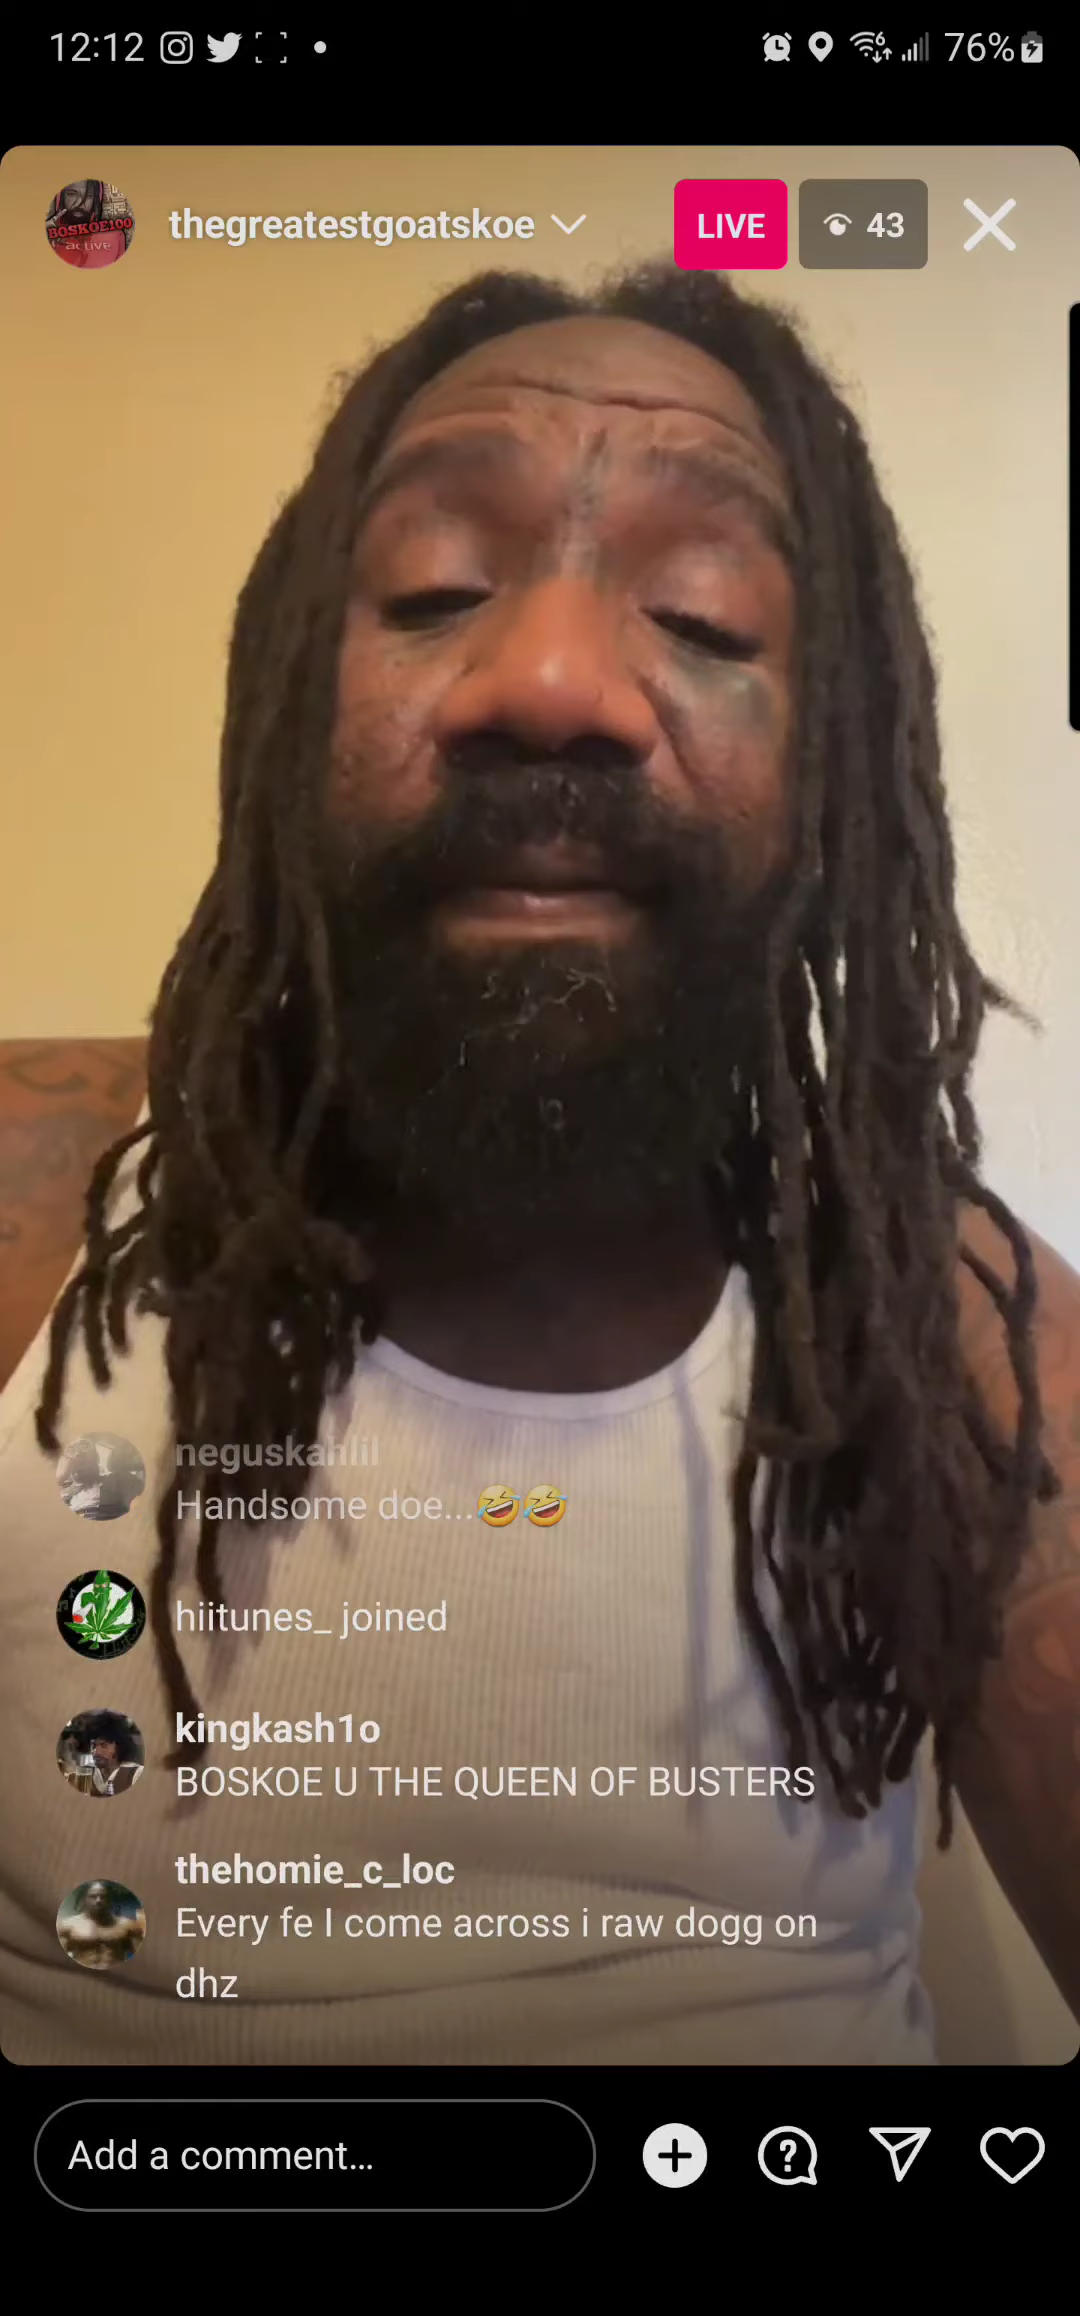 12:12
76%
BOSKOE100
active
thegreatestgoatskoe
LIVE
43
neguskahlil
Handsome doe...🤣🤣
hiitunes_ joined
kingkash1o
BOSKOE U THE QUEEN OF BUSTERS
thehomie_c_loc
Every fe I come across i raw dogg on
dhz
Add a comment...